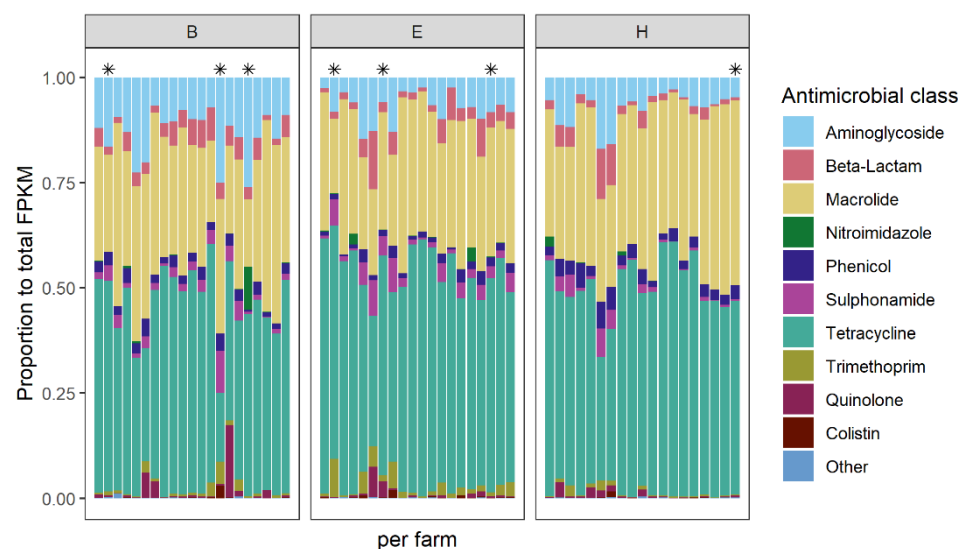 B
E
H
* * *
* * *
*
1.00
0.75
0.50
0.25
0.00
Proportion to total FPKM
per farm
Antimicrobial class
Aminoglycoside
Beta-Lactam
Macrolide
Nitroimidazole
Phenicol
Sulphonamide
Tetracycline
Trimethoprim
Quinolone
Colistin
Other